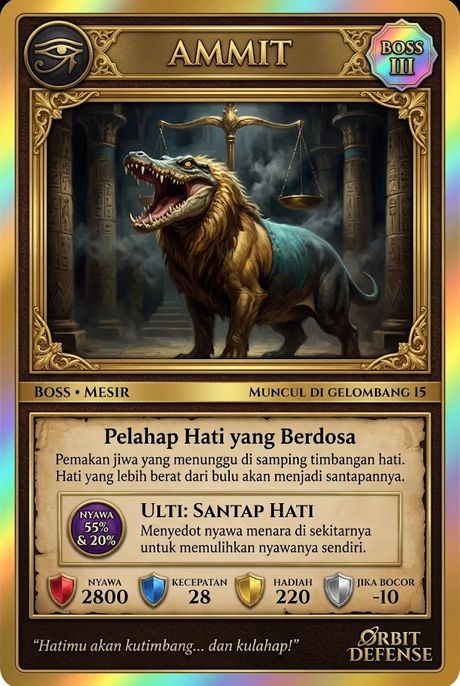 AMMIT
BOSS
III
BOSS • MESIR
MUNCUL DI GELOMBANG 15
Pelahap Hati yang Berdosa
Pemakan jiwa yang menunggu di samping timbangan hati.
Hati yang lebih berat dari bulu akan menjadi santapannya.
NYAWA
55%
& 20%
ULTI: SANTAP HATI
Menyedot nyawa menara di sekitarnya
untuk memulihkan nyawanya sendiri.
NYAWA
2800
KECEPATAN
28
HADIAH
220
JIKA BOCOR
-10
“Hatimu akan kutimbang... dan kulahap!”
ORBIT
DEFENSE